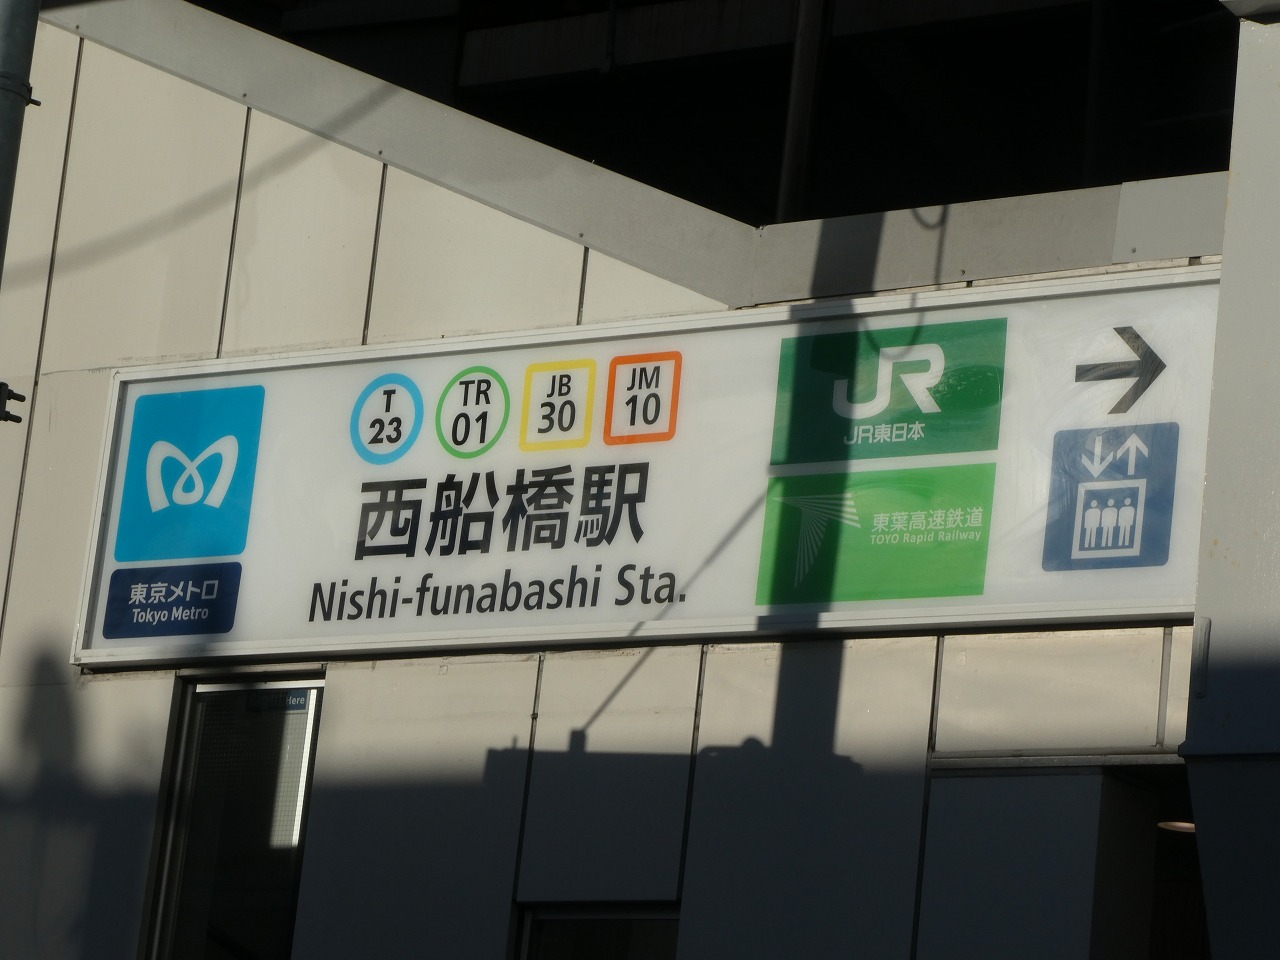 T
23
TR
01
JB
30
JM
10
西船橋駅
Nishi-funabashi Sta.
東京メトロ
Tokyo Metro
JR
JR東日本
東葉高速鉄道
TOYO Rapid Railway
Here